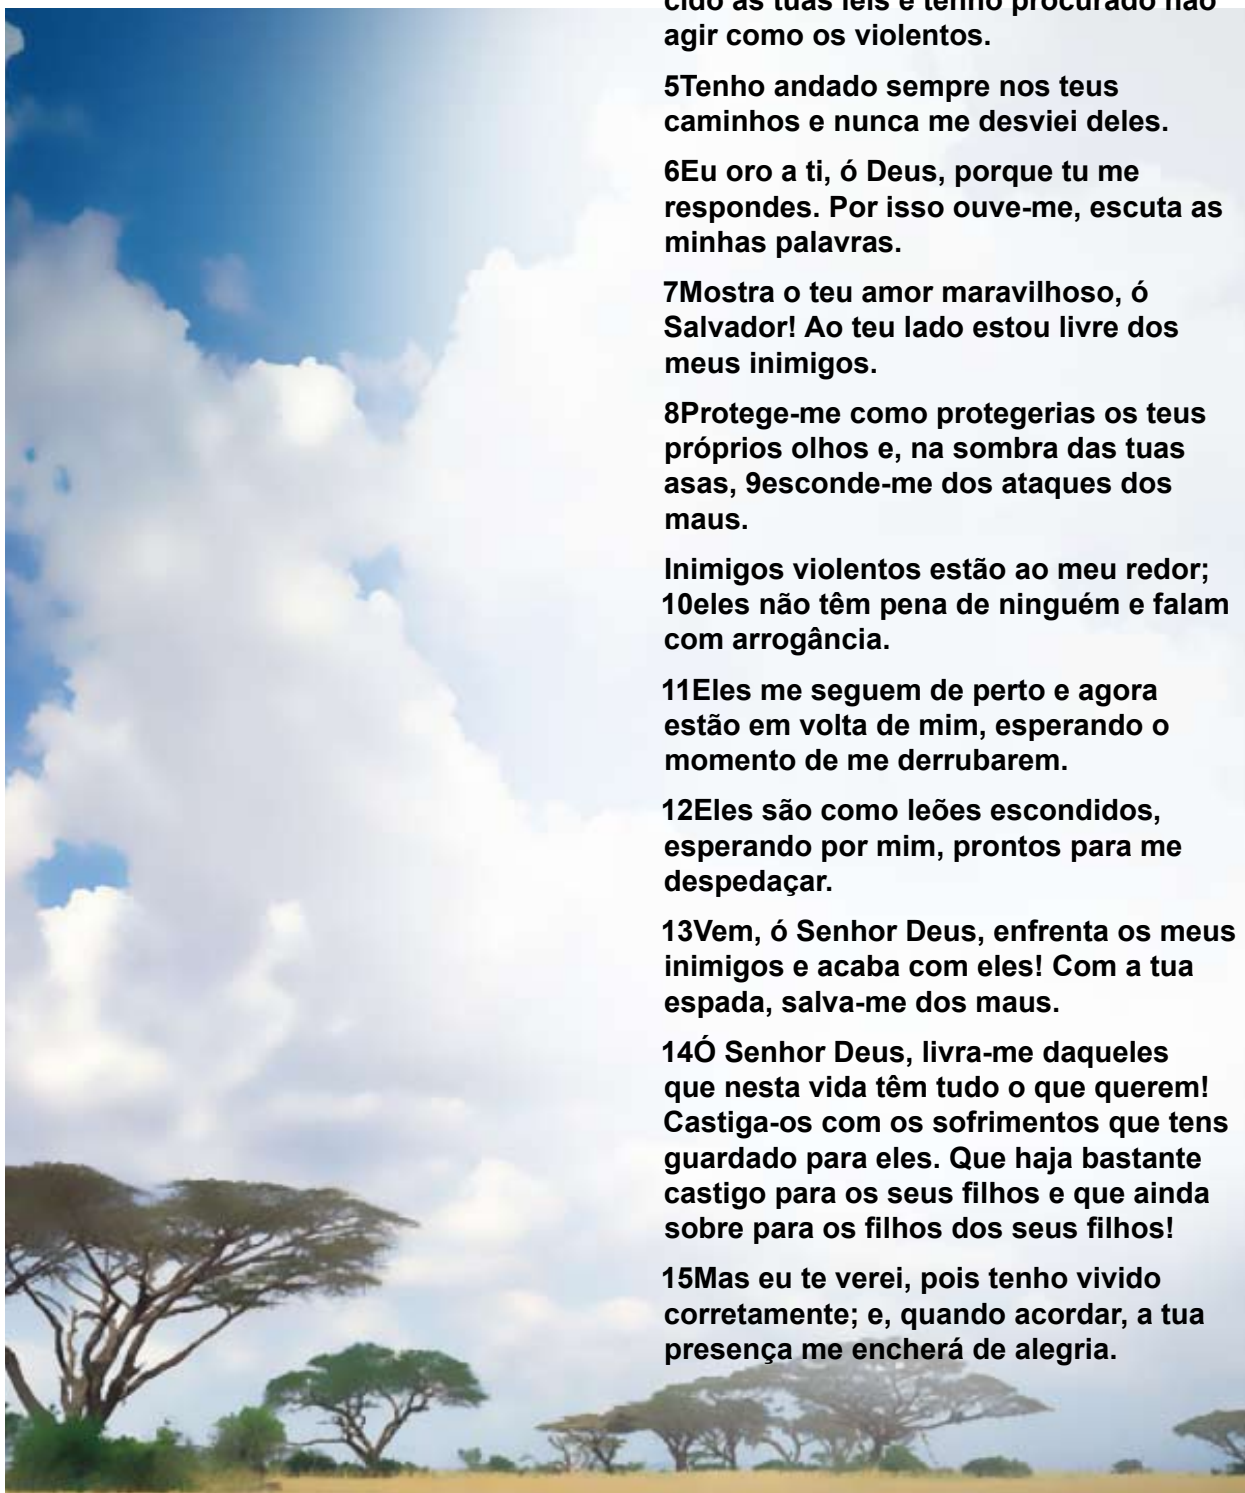 cido às tuas leis e tenho procurado não
agir como os violentos.
5Tenho andado sempre nos teus
caminhos e nunca me desviei deles.
6Eu oro a ti, ó Deus, porque tu me
respondes. Por isso ouve-me, escuta as
minhas palavras.
7Mostra o teu amor maravilhoso, ó
Salvador! Ao teu lado estou livre dos
meus inimigos.
8Protege-me como protegerias os teus
próprios olhos e, na sombra das tuas
asas, 9esconde-me dos ataques dos
maus.
Inimigos violentos estão ao meu redor;
10eles não têm pena de ninguém e falam
com arrogância.
11Eles me seguem de perto e agora
estão em volta de mim, esperando o
momento de me derrubarem.
12Eles são como leões escondidos,
esperando por mim, prontos para me
despedaçar.
13Vem, ó Senhor Deus, enfrenta os meus
inimigos e acaba com eles! Com a tua
espada, salva-me dos maus.
14Ó Senhor Deus, livra-me daqueles
que nesta vida têm tudo o que querem!
Castiga-os com os sofrimentos que tens
guardado para eles. Que haja bastante
castigo para os seus filhos e que ainda
sobre para os filhos dos seus filhos!
15Mas eu te verei, pois tenho vivido
corretamente; e, quando acordar, a tua
presença me encherá de alegria.